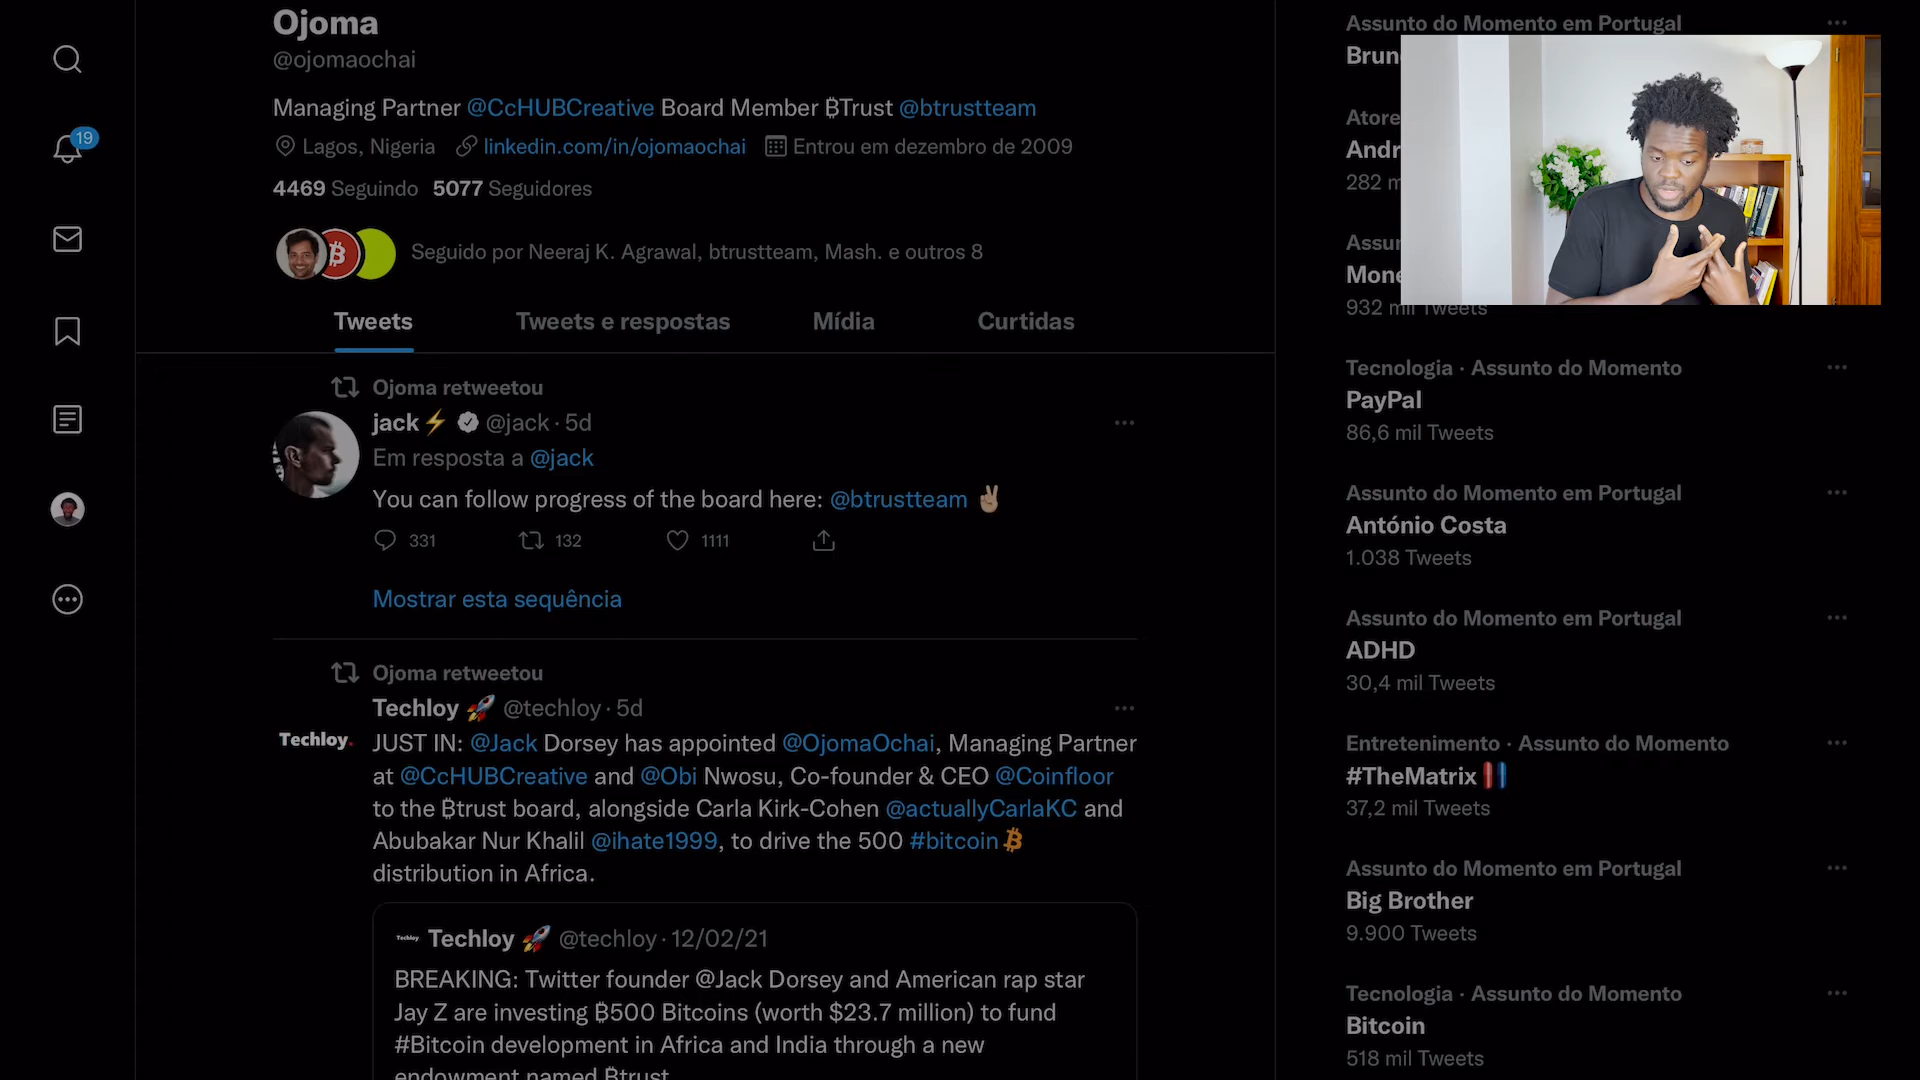 Ojoma
@ojomaochai
Managing Partner @CcHUBCreative Board Member ₿Trust @btrustteam
Lagos, Nigeria linkedin.com/in/ojomaochai Entrou em dezembro de 2009
4469 Seguindo 5077 Seguidores
Seguido por Neeraj K. Agrawal, btrustteam, Mash. e outros 8
Tweets Tweets e respostas Mídia Curtidas
Ojoma retweetou
jack⚡ @jack · 5d
Em resposta a @jack
You can follow progress of the board here: @btrustteam ✌🏼
331 132 1111
Mostrar esta sequência
Ojoma retweetou
Techloy 🚀 @techloy · 5d
Techloy.
JUST IN: @Jack Dorsey has appointed @OjomaOchai, Managing Partner
at @CcHUBCreative and @Obi Nwosu, Co-founder & CEO @Coinfloor
to the ₿trust board, alongside Carla Kirk-Cohen @actuallyCarlaKC and
Abubakar Nur Khalil @ihate1999, to drive the 500 #bitcoin
distribution in Africa.
Techloy 🚀 @techloy · 12/02/21
BREAKING: Twitter founder @Jack Dorsey and American rap star
Jay Z are investing ₿500 Bitcoins (worth $23.7 million) to fund
#Bitcoin development in Africa and India through a new
endowment named ₿trust
19
Assunto do Momento em Portugal
Brun
Atore
Andr
282 m
Assun
Mone
932 mil Tweets
Tecnologia · Assunto do Momento
PayPal
86,6 mil Tweets
Assunto do Momento em Portugal
António Costa
1.038 Tweets
Assunto do Momento em Portugal
ADHD
30,4 mil Tweets
Entretenimento · Assunto do Momento
#TheMatrix
37,2 mil Tweets
Assunto do Momento em Portugal
Big Brother
9.900 Tweets
Tecnologia · Assunto do Momento
Bitcoin
518 mil Tweets